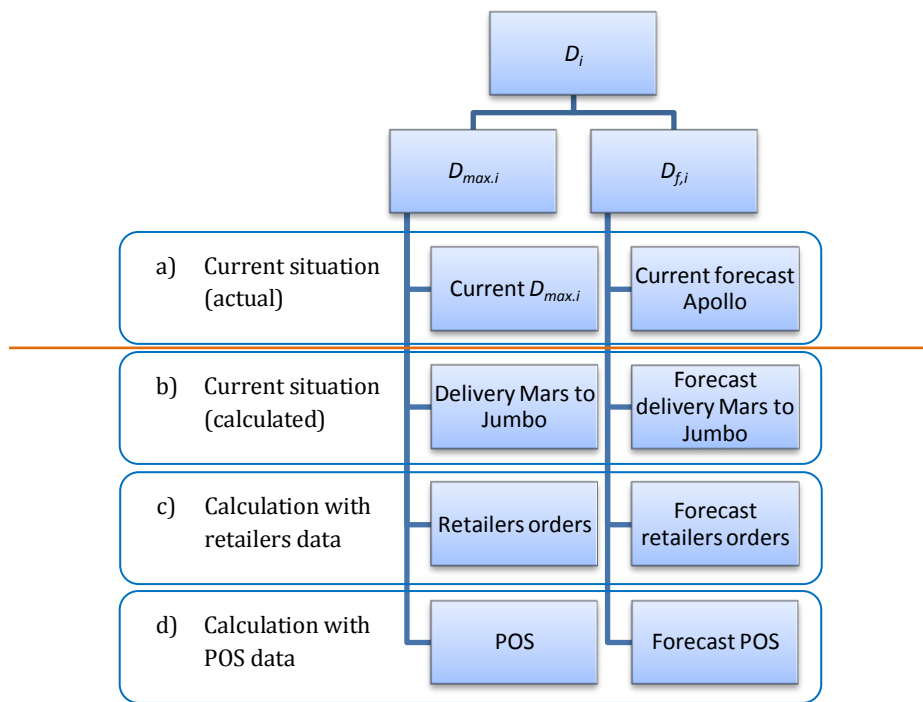 D_i
D_max.i
D_f,i
a) Current situation
(actual)
Current D_max.i
Current forecast
Apollo
b) Current situation
(calculated)
Delivery Mars to
Jumbo
Forecast
delivery Mars to
Jumbo
c) Calculation with
retailers data
Retailers orders
Forecast
retailers orders
d) Calculation with
POS data
POS
Forecast POS